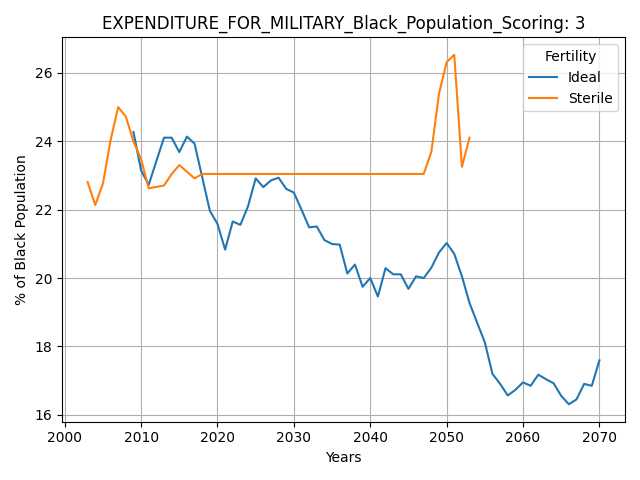 EXPENDITURE_FOR_MILITARY_Black_Population_Scoring: 3
Fertility
Ideal
Sterile
26
24
22
20
18
16
% of Black Population
2000
2010
2020
2030
2040
2050
2060
2070
Years